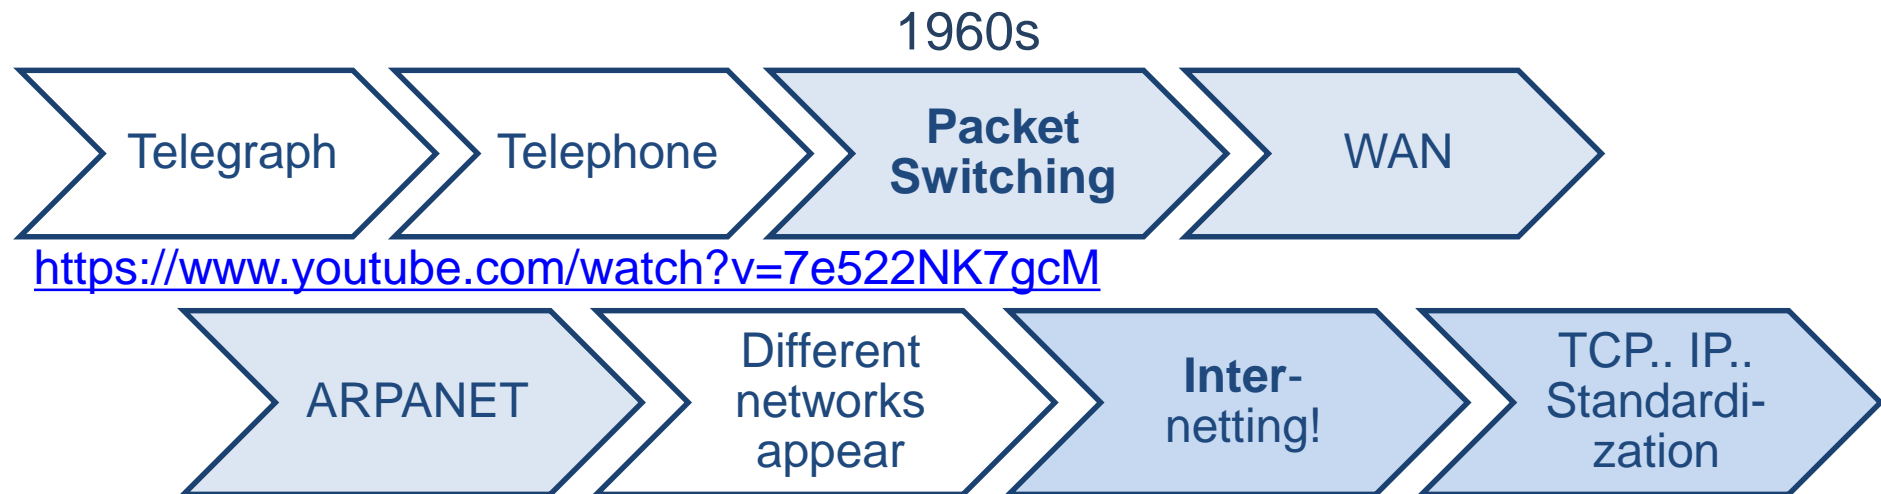 1960s
Telegraph
Telephone
Packet
Switching
WAN
https://www.youtube.com/watch?v=7e522NK7gcM
ARPANET
Different
networks
appear
Inter-
netting!
TCP.. IP..
Standardi-
zation